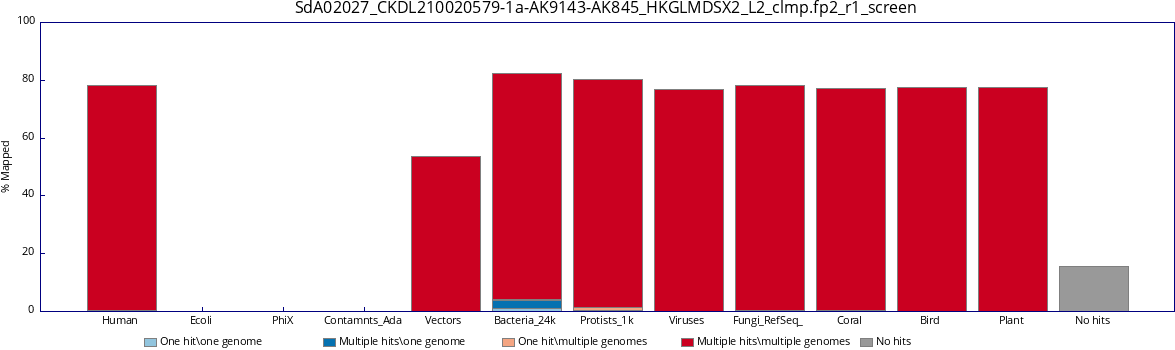 SdA02027_CKDL210020579-1a-AK9143-AK845_HKGLMDSX2_L2_clmp.fp2_r1_screen
100
80
60
40
20
0
% Mapped
Human Ecoli PhiX Contamnts_Ada Vectors Bacteria_24k Protists_1k Viruses Fungi_RefSeq_ Coral Bird Plant No hits
One hit\one genome Multiple hits\one genome One hit\multiple genomes Multiple hits\multiple genomes No hits